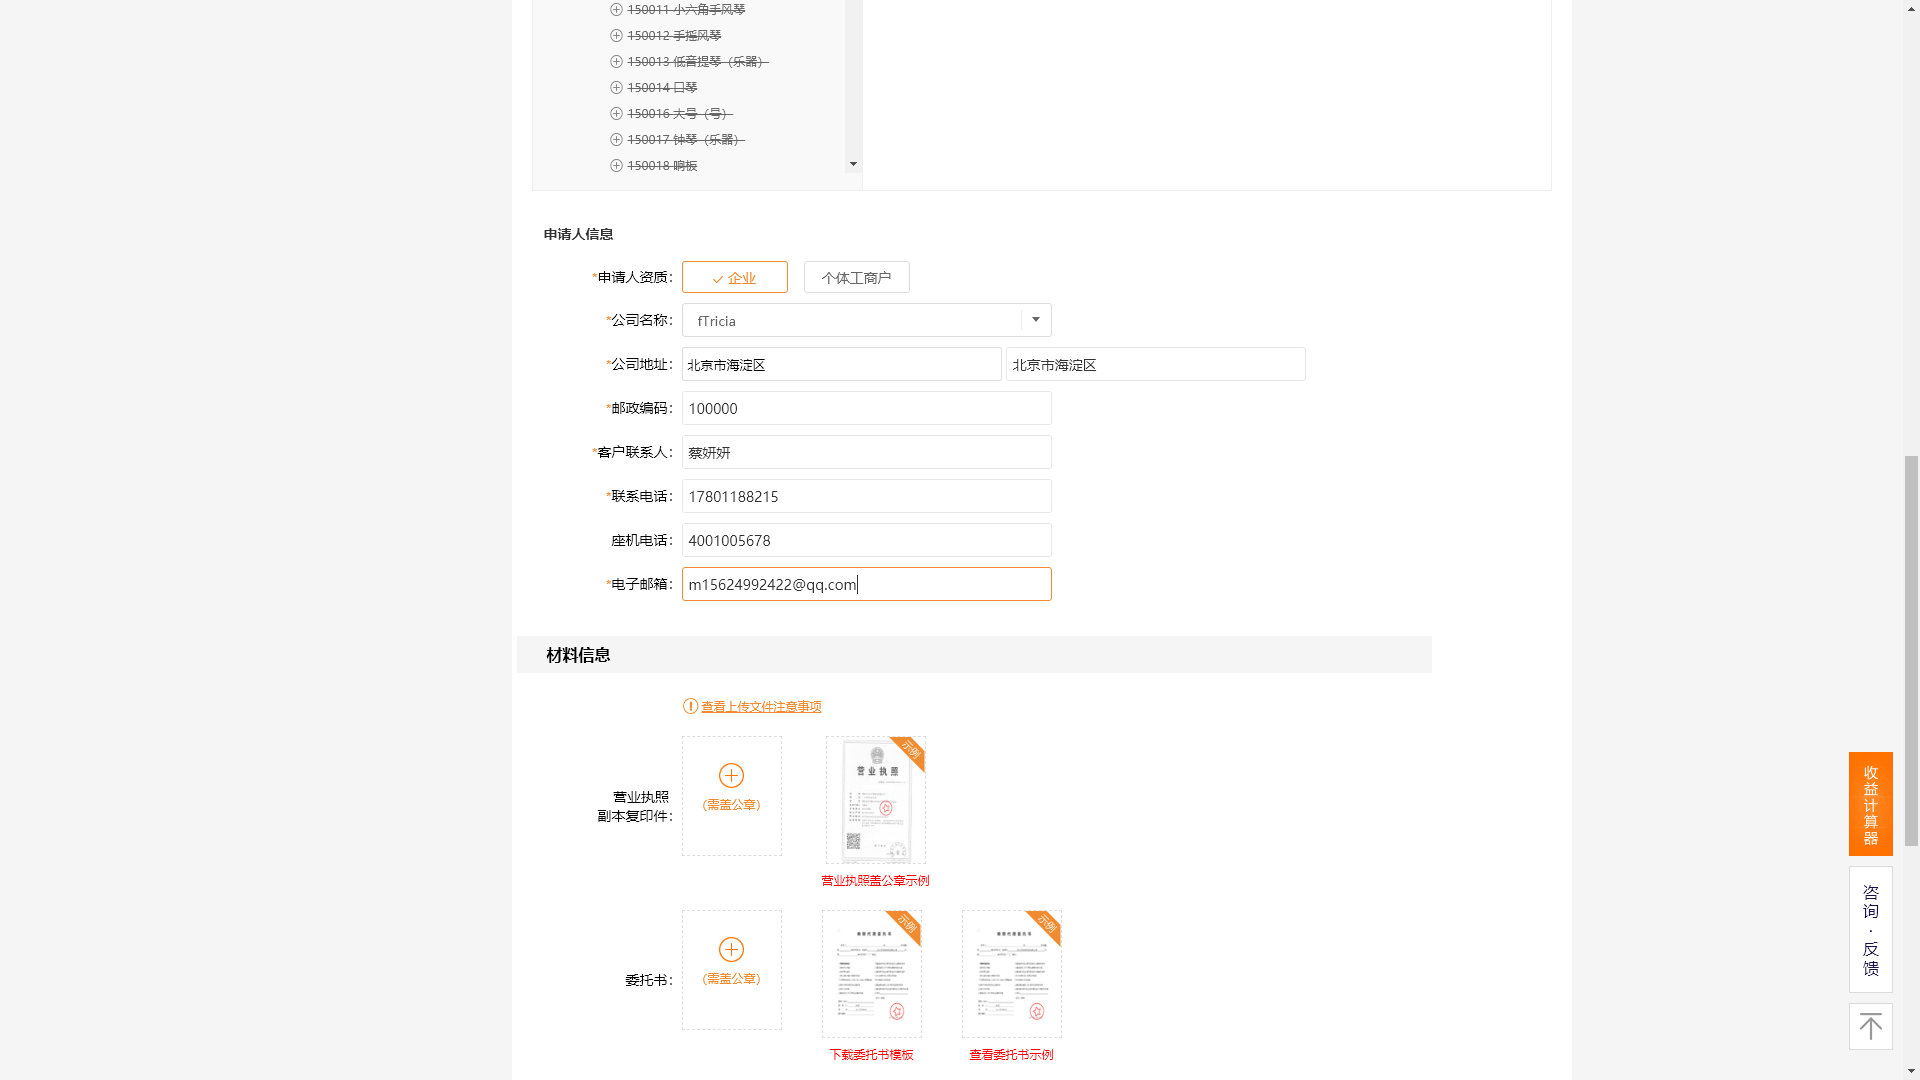 150011 小六角手风琴
150012 手摇风琴
150013 低音提琴（乐器）
150014 口琴
150016 大号（号）
150017 钟琴（乐器）
150018 响板
申请人信息
*申请人资质： 企业 个体工商户
*公司名称： fTricia
*公司地址： 北京市海淀区 北京市海淀区
*邮政编码： 100000
*客户联系人： 蔡妍妍
*联系电话： 17801188215
座机电话： 4001005678
*电子邮箱： m15624992422@qq.com
材料信息
查看上传文件注意事项
营业执照
副本复印件：
(需盖公章)
示例
营业执照
营业执照盖公章示例
委托书：
(需盖公章)
示例
下载委托书模板
示例
查看委托书示例
收益计算器
咨询·反馈